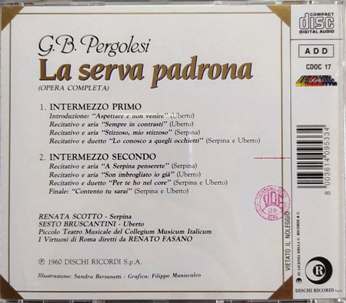 G.B. Pergolesi
La serva padrona
(OPERA COMPLETA)
1. INTERMEZZO PRIMO
Introduzione: "Aspettare e non venire" (Uberto)
Recitativo e aria "Sempre in contrasti" (Uberto)
Recitativo e aria "Stizzoso, mio stizzoso" (Serpina)
Recitativo e duetto "Lo conosco a quegli occhietti" (Serpina e Uberto)
2. INTERMEZZO SECONDO
Recitativo e aria "A Serpina penserete" (Serpina)
Recitativo e aria "Son imbrogliato io già" (Uberto)
Recitativo e duetto "Per te ho nel core" (Serpina e Uberto)
Finale: "Contento tu sarai" (Serpina e Uberto)
RENATA SCOTTO - Serpina
SESTO BRUSCANTINI - Uberto
Piccolo Teatro Musicale del Collegium Musicum Italicum
I Virtuosi di Roma diretti da RENATO FASANO
℗ 1960 DISCHI RICORDI S.p.A.
Illustrazione: Sandra Bersanetti - Grafica: Filippo Mantucci
COMPACT
disc
DIGITAL AUDIO
ADD
CDOC 17
8 003614 095334
VIETATO IL NOLEGGIO
R
DISCHI RICORDI